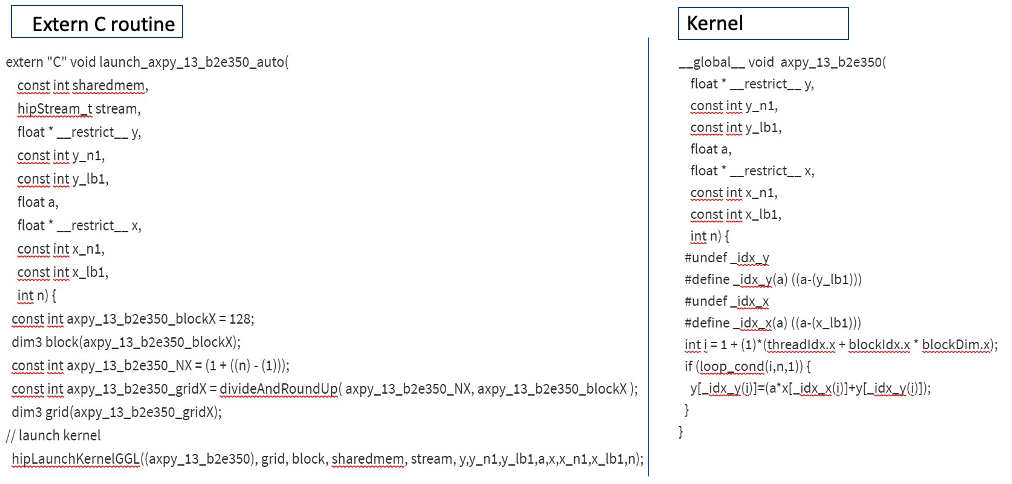 Extern C routine
extern "C" void launch_axpy_13_b2e350_auto(
const int sharedmem,
hipStream_t stream,
float * __restrict__ y,
const int y_n1,
const int y_lb1,
float a,
float * __restrict__ x,
const int x_n1,
const int x_lb1,
int n) {
const int axpy_13_b2e350_blockX = 128;
dim3 block(axpy_13_b2e350_blockX);
const int axpy_13_b2e350_NX = (1 + ((n) - (1)));
const int axpy_13_b2e350_gridX = divideAndRoundUp( axpy_13_b2e350_NX, axpy_13_b2e350_blockX );
dim3 grid(axpy_13_b2e350_gridX);
// launch kernel
hipLaunchKernelGGL((axpy_13_b2e350), grid, block, sharedmem, stream, y,y_n1,y_lb1,a,x,x_n1,x_lb1,n);
Kernel
__global__ void axpy_13_b2e350(
float * __restrict__ y,
const int y_n1,
const int y_lb1,
float a,
float * __restrict__ x,
const int x_n1,
const int x_lb1,
int n) {
#undef _idx_y
#define _idx_y(a) ((a-(y_lb1)))
#undef _idx_x
#define _idx_x(a) ((a-(x_lb1)))
int i = 1 + (1)*(threadIdx.x + blockIdx.x * blockDim.x);
if (loop_cond(i,n,1)) {
y[_idx_y(i)]=(a*x[_idx_x(i)]+y[_idx_y(i)]);
}
}